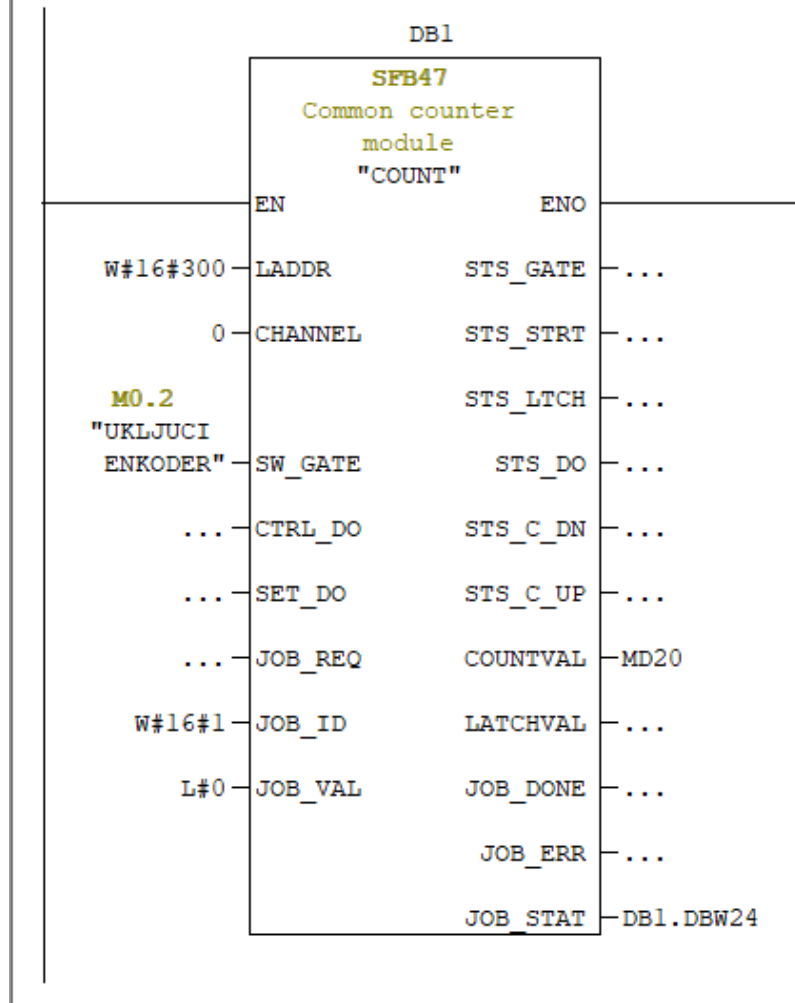 DB1
SFB47
Common counter
module
"COUNT"
EN ENO
W#16#300 LADDR STS_GATE ...
0 CHANNEL STS_STRT ...
M0.2 STS_LTCH ...
"UKLJUCI
ENKODER" SW_GATE STS_DO ...
... CTRL_DO STS_C_DN ...
... SET_DO STS_C_UP ...
... JOB_REQ COUNTVAL MD20
W#16#1 JOB_ID LATCHVAL ...
L#0 JOB_VAL JOB_DONE ...
JOB_ERR ...
JOB_STAT DB1.DBW24